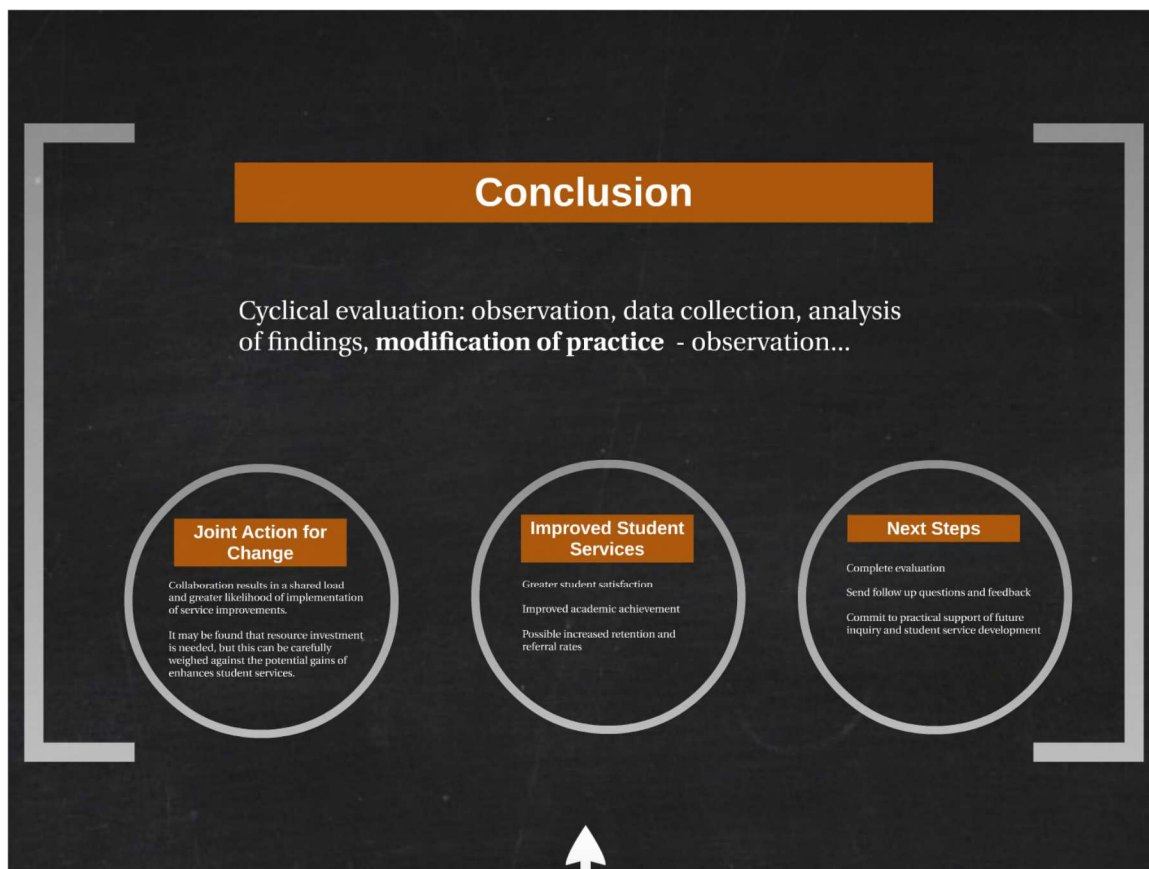 Conclusion
Cyclical evaluation: observation, data collection, analysis
of findings, modification of practice - observation...
Joint Action for
Change
Collaboration results in a shared load
and greater likelihood of implementation
of service improvements.
It may be found that resource investment
is needed, but this can be carefully
weighed against the potential gains of
enhances student services.
Improved Student
Services
Greater student satisfaction
Improved academic achievement
Possible increased retention and
referral rates
Next Steps
Complete evaluation
Send follow up questions and feedback
Commit to practical support of future
inquiry and student service development